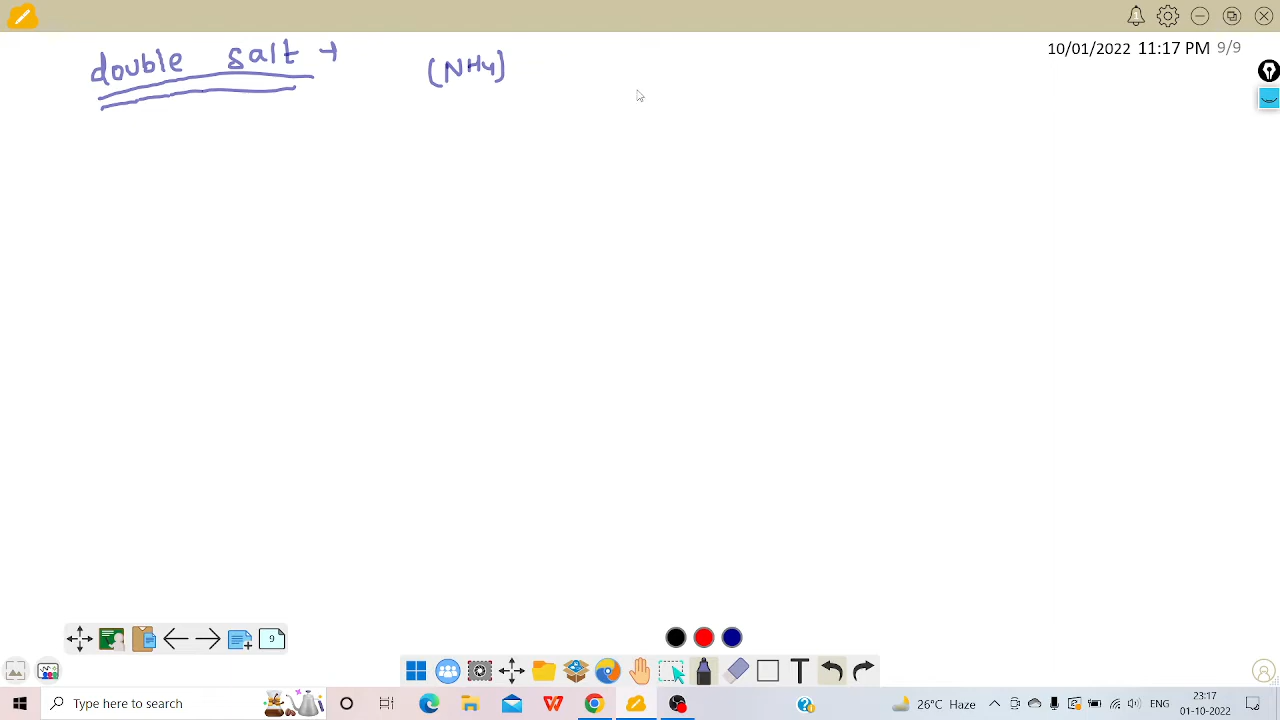 10/01/2022 11:17 PM 9/9
double salt → (NH4)
9
T
Type here to search
W
26°C Haze
ENG
23:17
01-10-2022